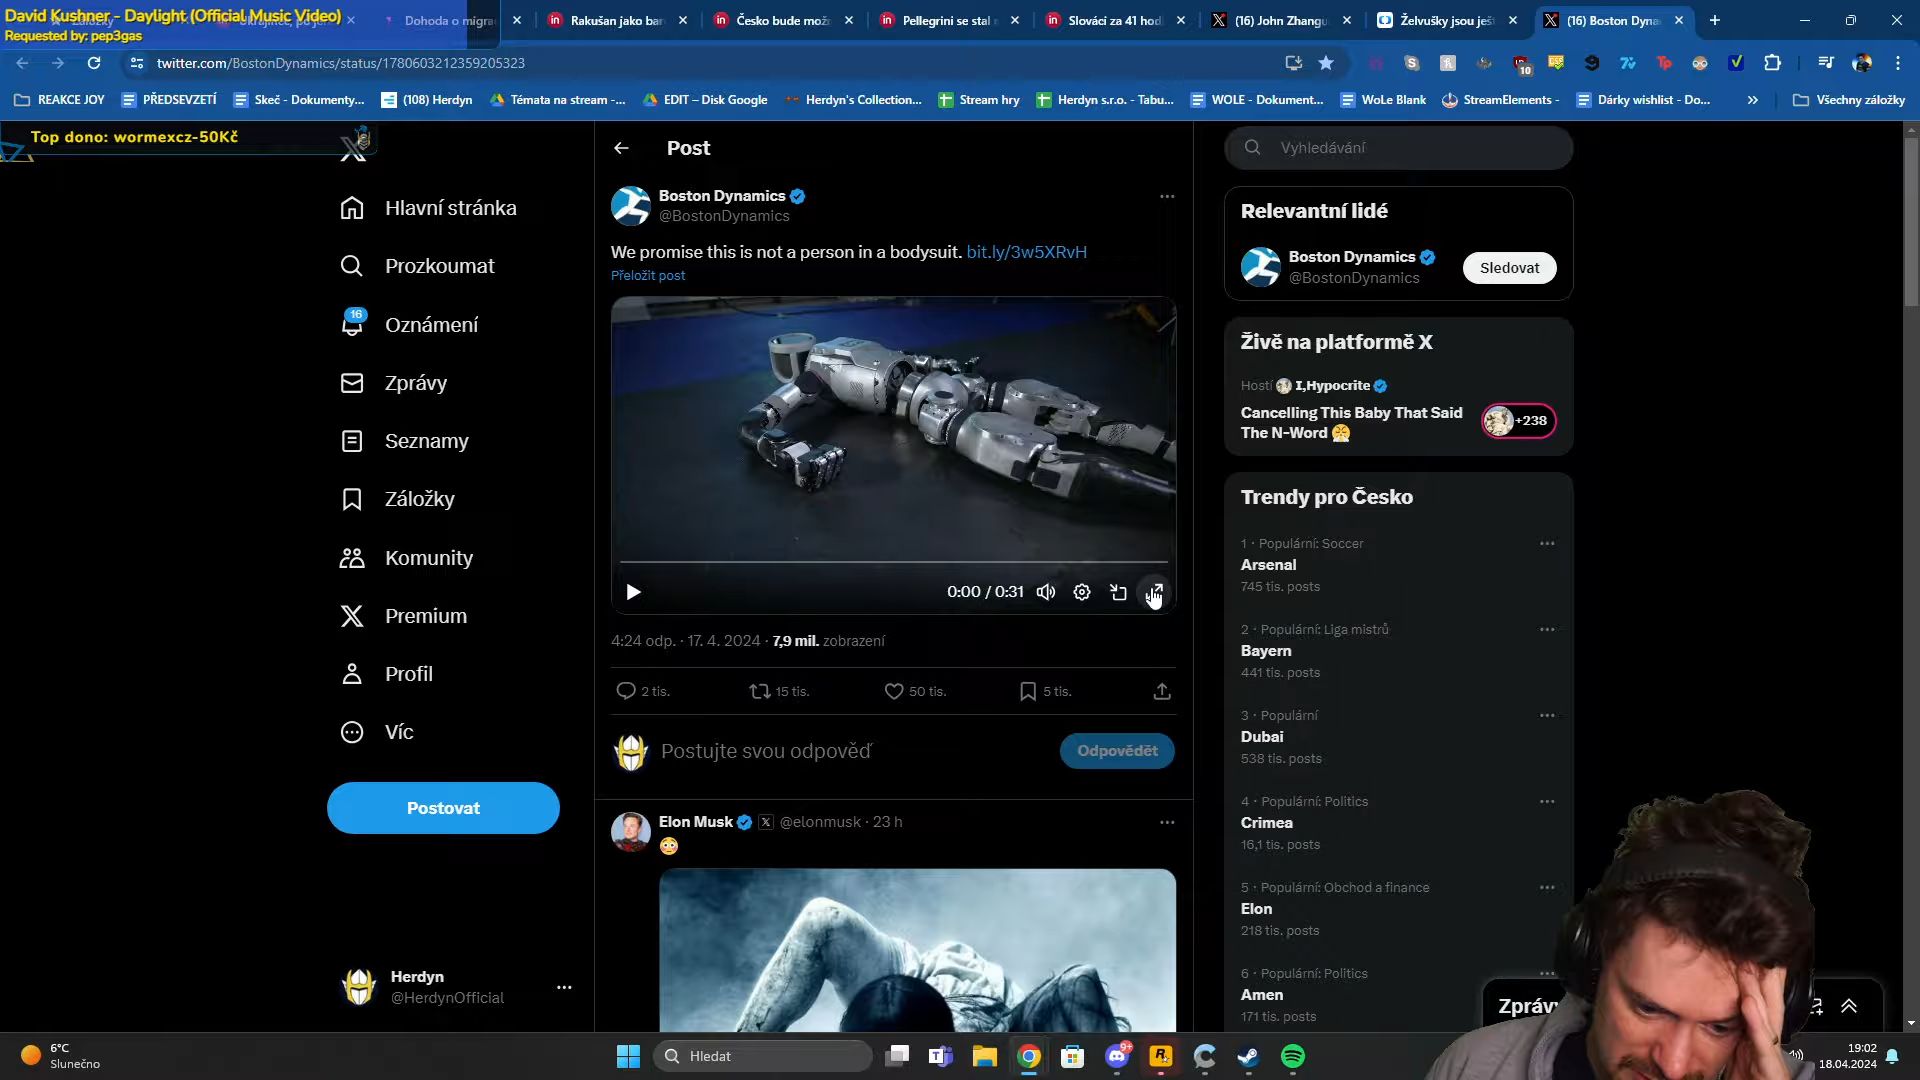 David Kushner - Daylight (Official Music Video)
Requested by: pep3gas
Dohoda o migra
Rakušan jako bar
Česko bude mož
Pellegrini se stal
Slováci za 41 hod
(16) John Zhang
Želvušky jsou ješ
(16) Boston Dyna
twitter.com/BostonDynamics/status/1780603212359205323
REAKCE JOY
PŘEDSEVZETÍ
Skeč - Dokumenty...
(108) Herdyn
Témata na stream -...
EDIT – Disk Google
Herdyn's Collection...
Stream hry
Herdyn s.r.o. - Tabu...
WOLE - Dokument...
WoLe Blank
StreamElements -
Dárky wishlist - Do...
Všechny záložky
Top dono: wormexcz-50Kč
Hlavní stránka
Prozkoumat
16
Oznámení
Zprávy
Seznamy
Záložky
Komunity
Premium
Profil
Víc
Postovat
Herdyn
@HerdynOfficial
Post
Boston Dynamics
@BostonDynamics
We promise this is not a person in a bodysuit. bit.ly/3w5XRvH
Přeložit post
0:00 / 0:31
4:24 odp. · 17. 4. 2024 · 7,9 mil. zobrazení
2 tis.
15 tis.
50 tis.
5 tis.
Postujte svou odpověď
Odpovědět
Elon Musk @elonmusk · 23 h
Vyhledávání
Relevantní lidé
Boston Dynamics
@BostonDynamics
Sledovat
Živě na platformě X
Hostí I,Hypocrite
Cancelling This Baby That Said
The N-Word
+238
Trendy pro Česko
1 · Populární: Soccer
Arsenal
745 tis. posts
2 · Populární: Liga mistrů
Bayern
441 tis. posts
3 · Populární
Dubai
538 tis. posts
4 · Populární: Politics
Crimea
16,1 tis. posts
5 · Populární: Obchod a finance
Elon
218 tis. posts
6 · Populární: Politics
Amen
171 tis. posts
Zprávy
6°C
Slunečno
Hledat
9+
19:02
18.04.2024